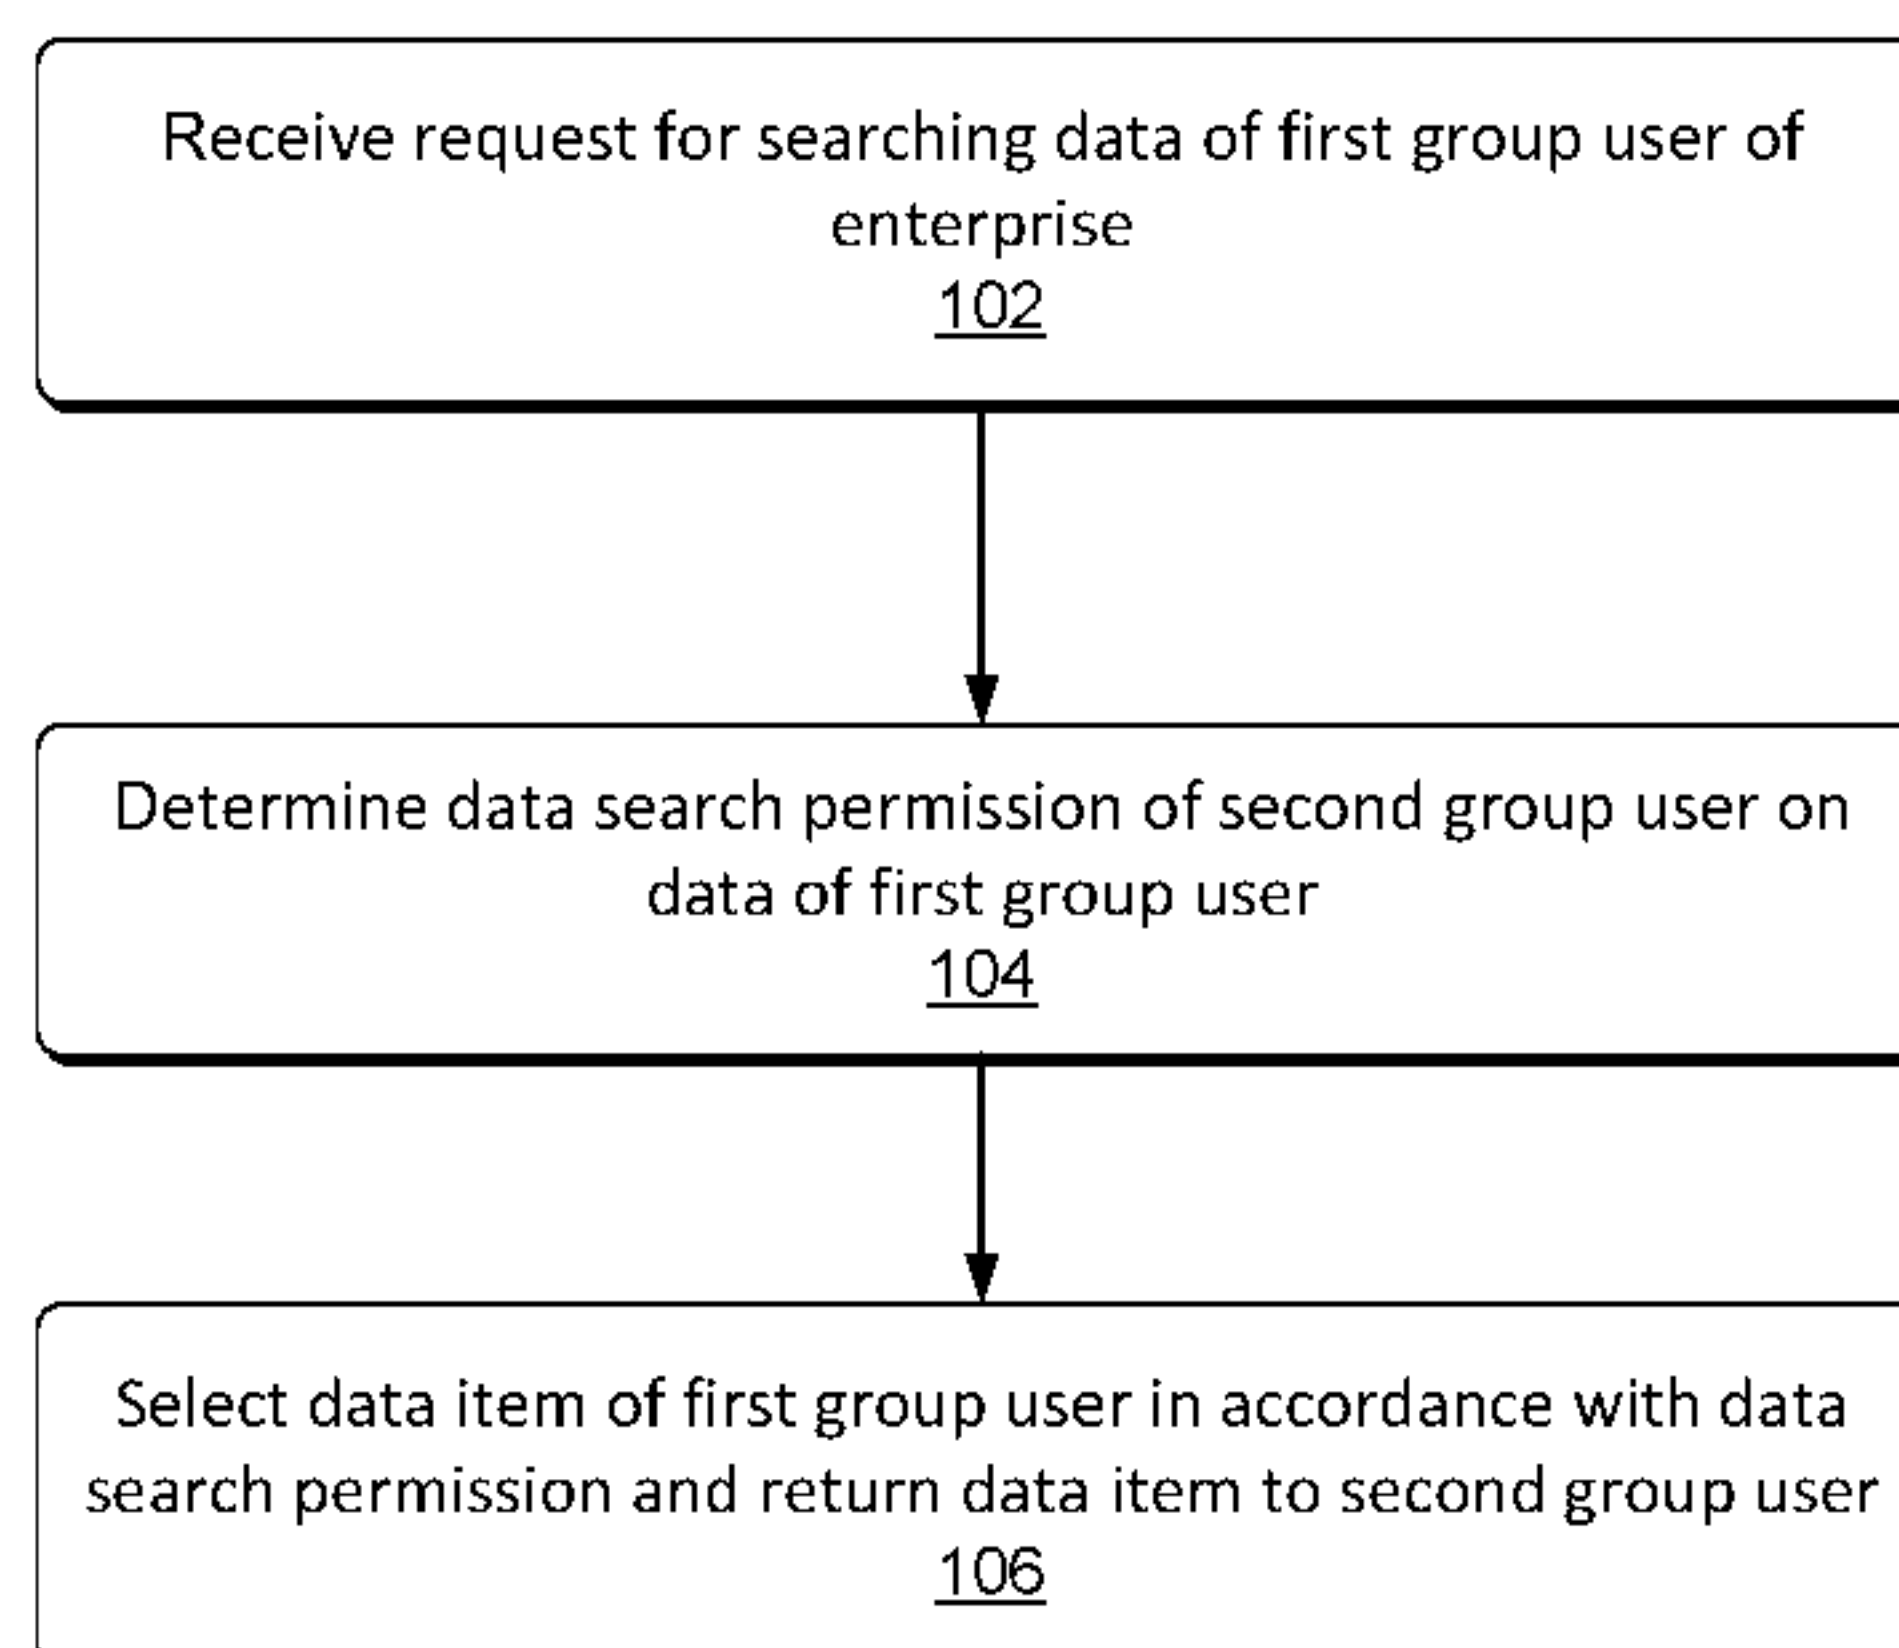 Receive request for searching data of first group user of
enterprise
102
Determine data search permission of second group user on
data of first group user
104
Select data item of first group user in accordance with data
search permission and return data item to second group user
106